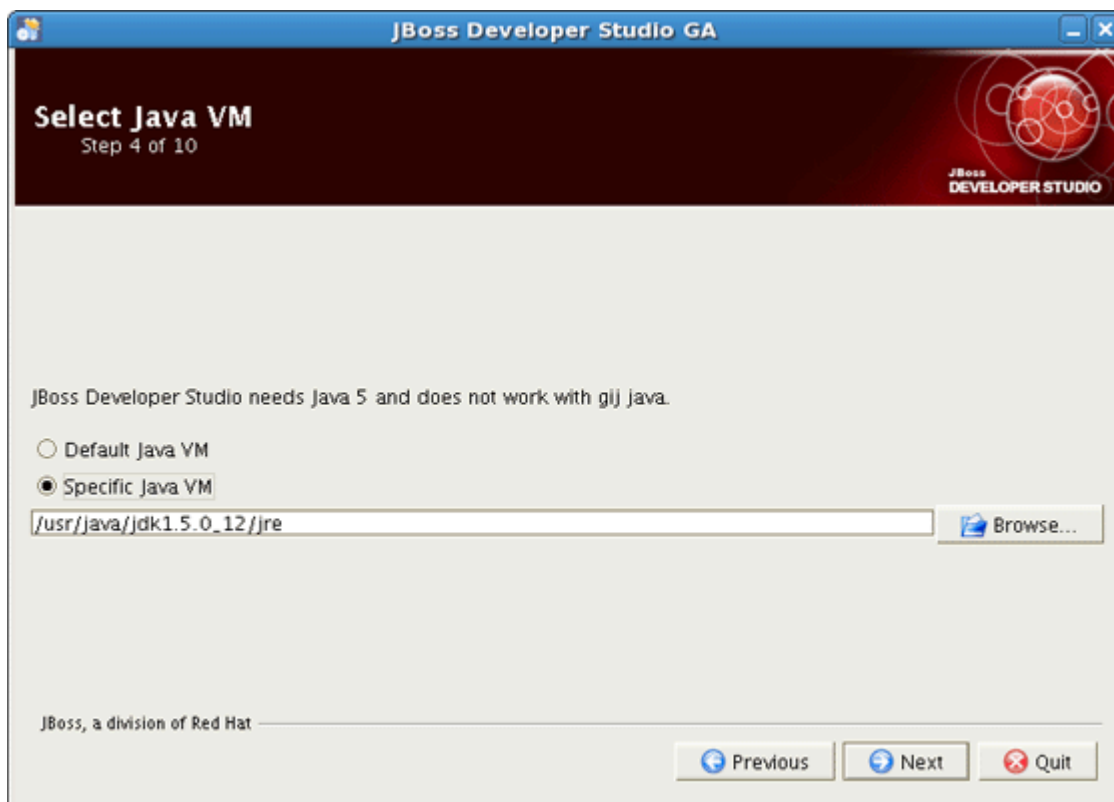 JBoss Developer Studio GA
Select Java VM
Step 4 of 10
JBoss
DEVELOPER STUDIO
JBoss Developer Studio needs Java 5 and does not work with gij java.
Default Java VM
Specific Java VM
/usr/java/jdk1.5.0_12/jre
Browse...
JBoss, a division of Red Hat
Previous
Next
Quit